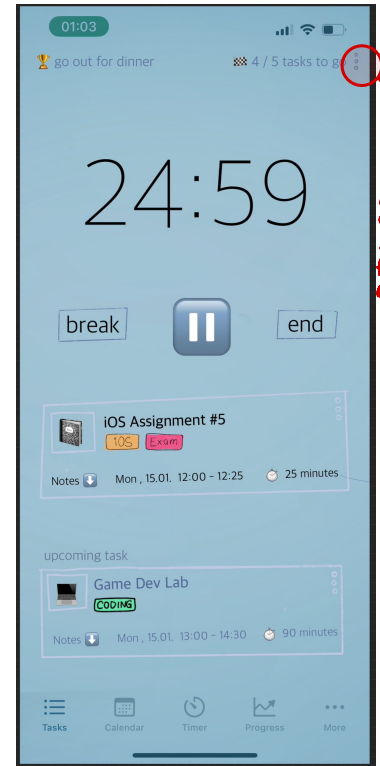 01:03
🏆 go out for dinner 🏁 4 / 5 tasks to go
24:59
break end
iOS Assignment #5
IOS Exam
Notes ⬇️ Mon , 15.01. 12:00 - 12:25 ⏱ 25 minutes
upcoming task
Game Dev Lab
CODING
Notes ⬇️ Mon , 15.01. 13:00 - 14:30 ⏱ 90 minutes
Tasks Calendar Timer Progress More